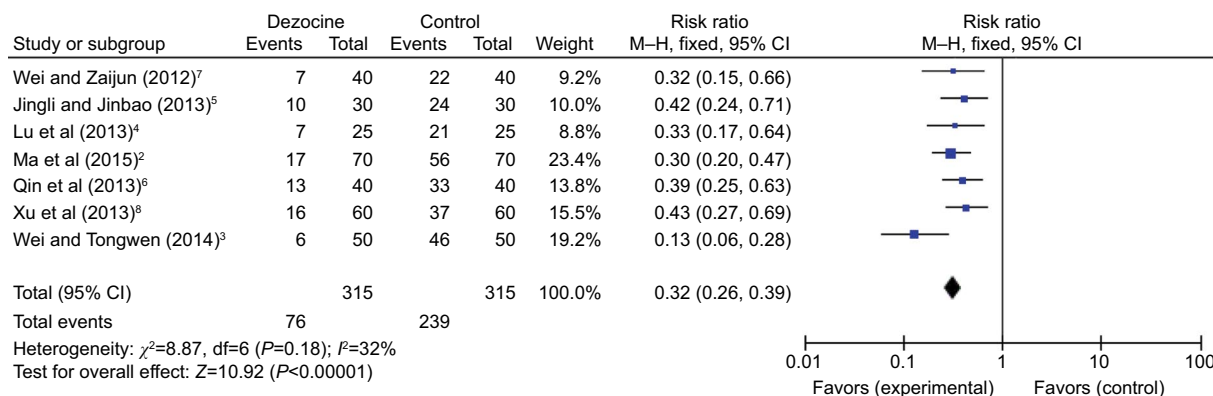 Dezocine Control Risk ratio Risk ratio
Study or subgroup Events Total Events Total Weight M–H, fixed, 95% CI M–H, fixed, 95% CI
Wei and Zaijun (2012)⁷ 7 40 22 40 9.2% 0.32 (0.15, 0.66)
Jingli and Jinbao (2013)⁵ 10 30 24 30 10.0% 0.42 (0.24, 0.71)
Lu et al (2013)⁴ 7 25 21 25 8.8% 0.33 (0.17, 0.64)
Ma et al (2015)² 17 70 56 70 23.4% 0.30 (0.20, 0.47)
Qin et al (2013)⁶ 13 40 33 40 13.8% 0.39 (0.25, 0.63)
Xu et al (2013)⁸ 16 60 37 60 15.5% 0.43 (0.27, 0.69)
Wei and Tongwen (2014)³ 6 50 46 50 19.2% 0.13 (0.06, 0.28)
Total (95% CI) 315 315 100.0% 0.32 (0.26, 0.39)
Total events 76 239
Heterogeneity: χ²=8.87, df=6 (P=0.18); I²=32%
Test for overall effect: Z=10.92 (P<0.00001)
0.01 0.1 1 10 100
Favors (experimental) Favors (control)